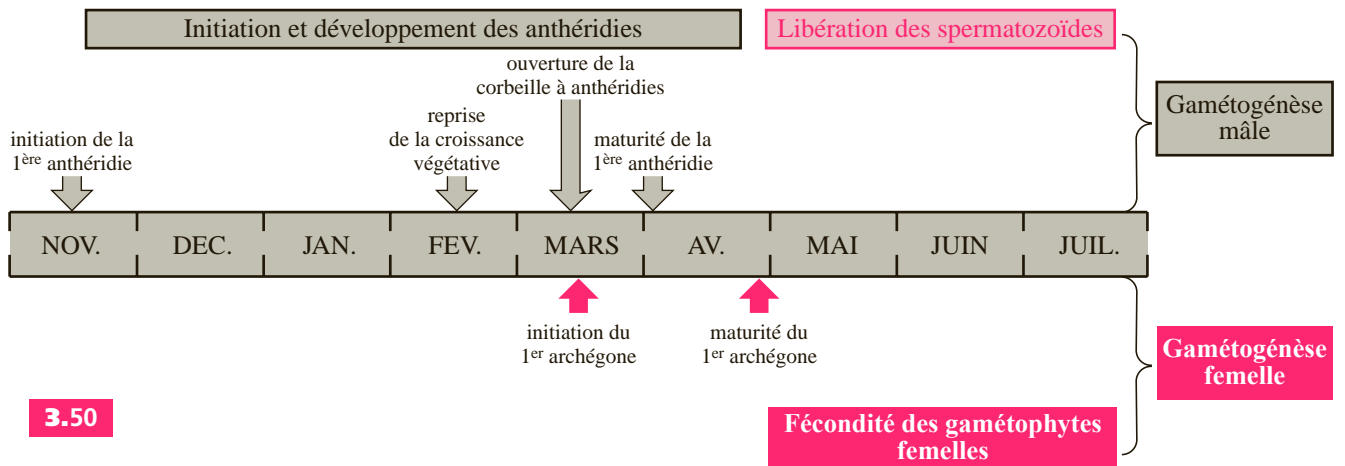 Initiation et développement des anthéridies
Libération des spermatozoïdes
ouverture de la
corbeille à anthéridies
reprise
de la croissance
végétative
initiation de la
1ère anthéridie
maturité de la
1ère anthéridie
Gamétogénèse
mâle
NOV. DEC. JAN. FEV. MARS AV. MAI JUIN JUIL.
initiation du
1er archégone
maturité du
1er archégone
Gamétogénèse
femelle
3.50
Fécondité des gamétophytes
femelles